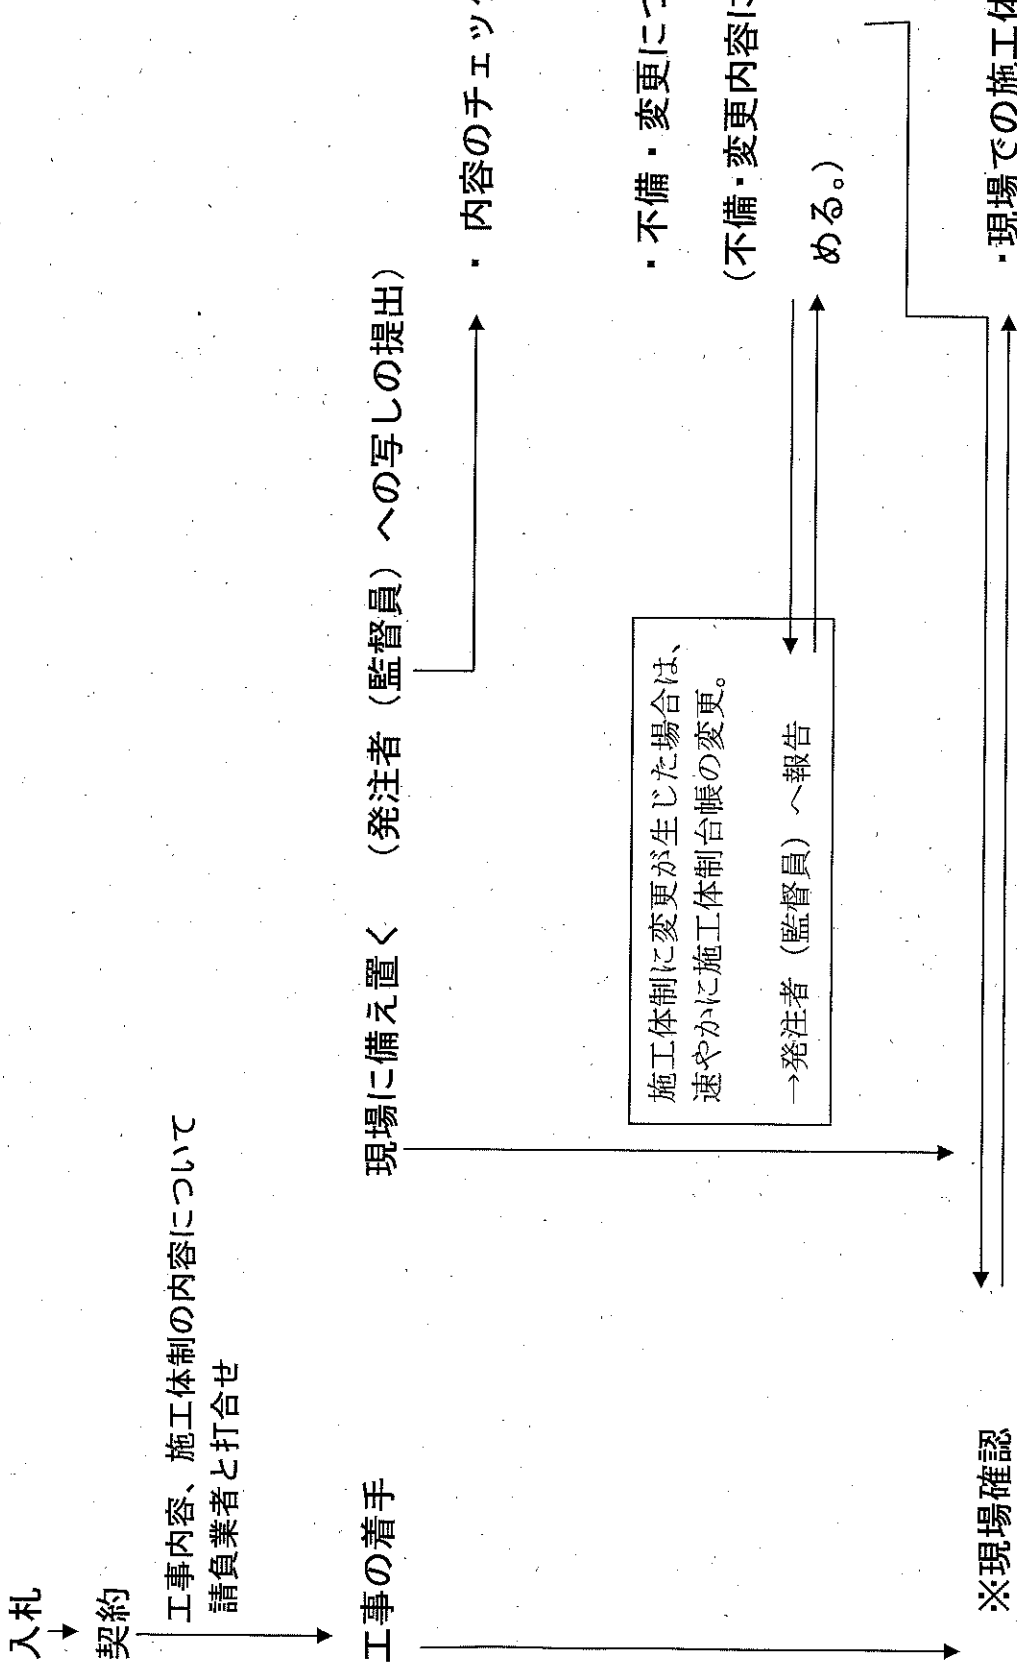 入札
契約
工事内容、施工体制の内容について
請負業者と打合せ
工事の着手
現場に備え置く (発注者(監督員)への写しの提出)
・ 内容のチェッ
施工体制に変更が生じた場合は、
速やかに施工体制台帳の変更。
→発注者(監督員)へ報告
・不備・変更につ
(不備・変更内容に
める。)
※現場確認
・現場での施工体